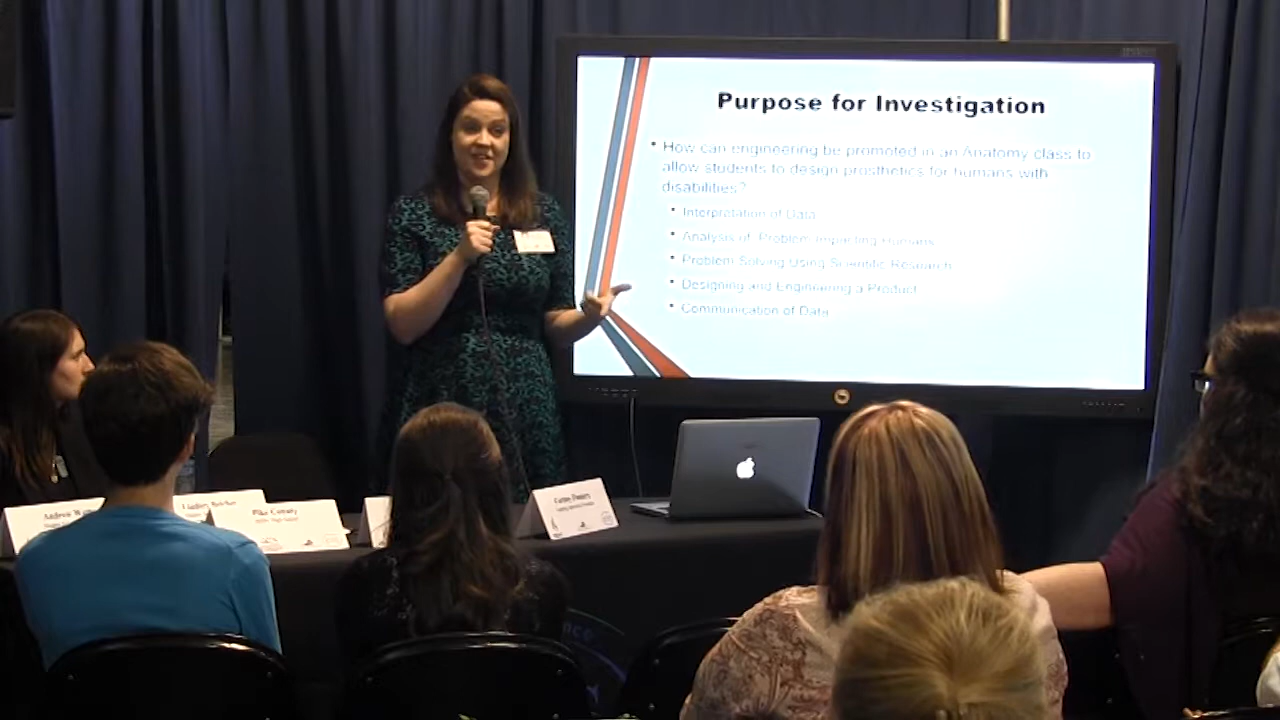 Purpose for Investigation
• How can engineering be promoted in an Anatomy class to
allow students to design prosthetics for humans with
disabilities?
• Interpretation of Data
• Analysis of Problem Impacting Humans
• Problem Solving Using Scientific Research
• Designing and Engineering a Product
• Communication of Data
Andrew